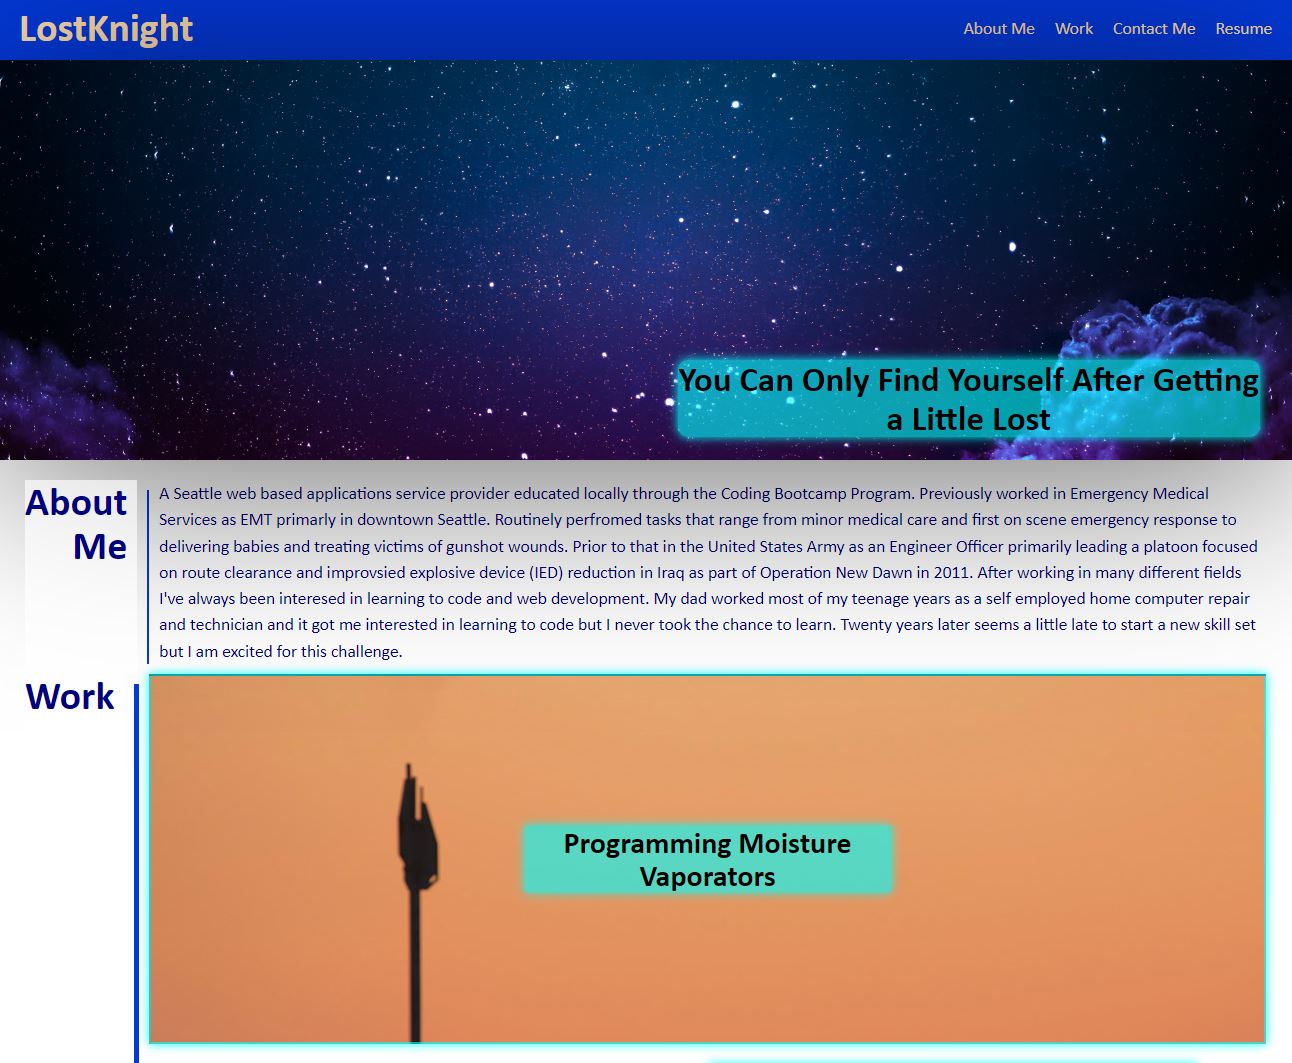 LostKnight
About Me Work Contact Me Resume
You Can Only Find Yourself After Getting
a Little Lost
About
Me
A Seattle web based applications service provider educated locally through the Coding Bootcamp Program. Previously worked in Emergency Medical
Services as EMT primarly in downtown Seattle. Routinely perfromed tasks that range from minor medical care and first on scene emergency response to
delivering babies and treating victims of gunshot wounds. Prior to that in the United States Army as an Engineer Officer primarily leading a platoon focused
on route clearance and improvsied explosive device (IED) reduction in Iraq as part of Operation New Dawn in 2011. After working in many different fields
I've always been interesed in learning to code and web development. My dad worked most of my teenage years as a self employed home computer repair
and technician and it got me interested in learning to code but I never took the chance to learn. Twenty years later seems a little late to start a new skill set
but I am excited for this challenge.
Work
Programming Moisture
Vaporators